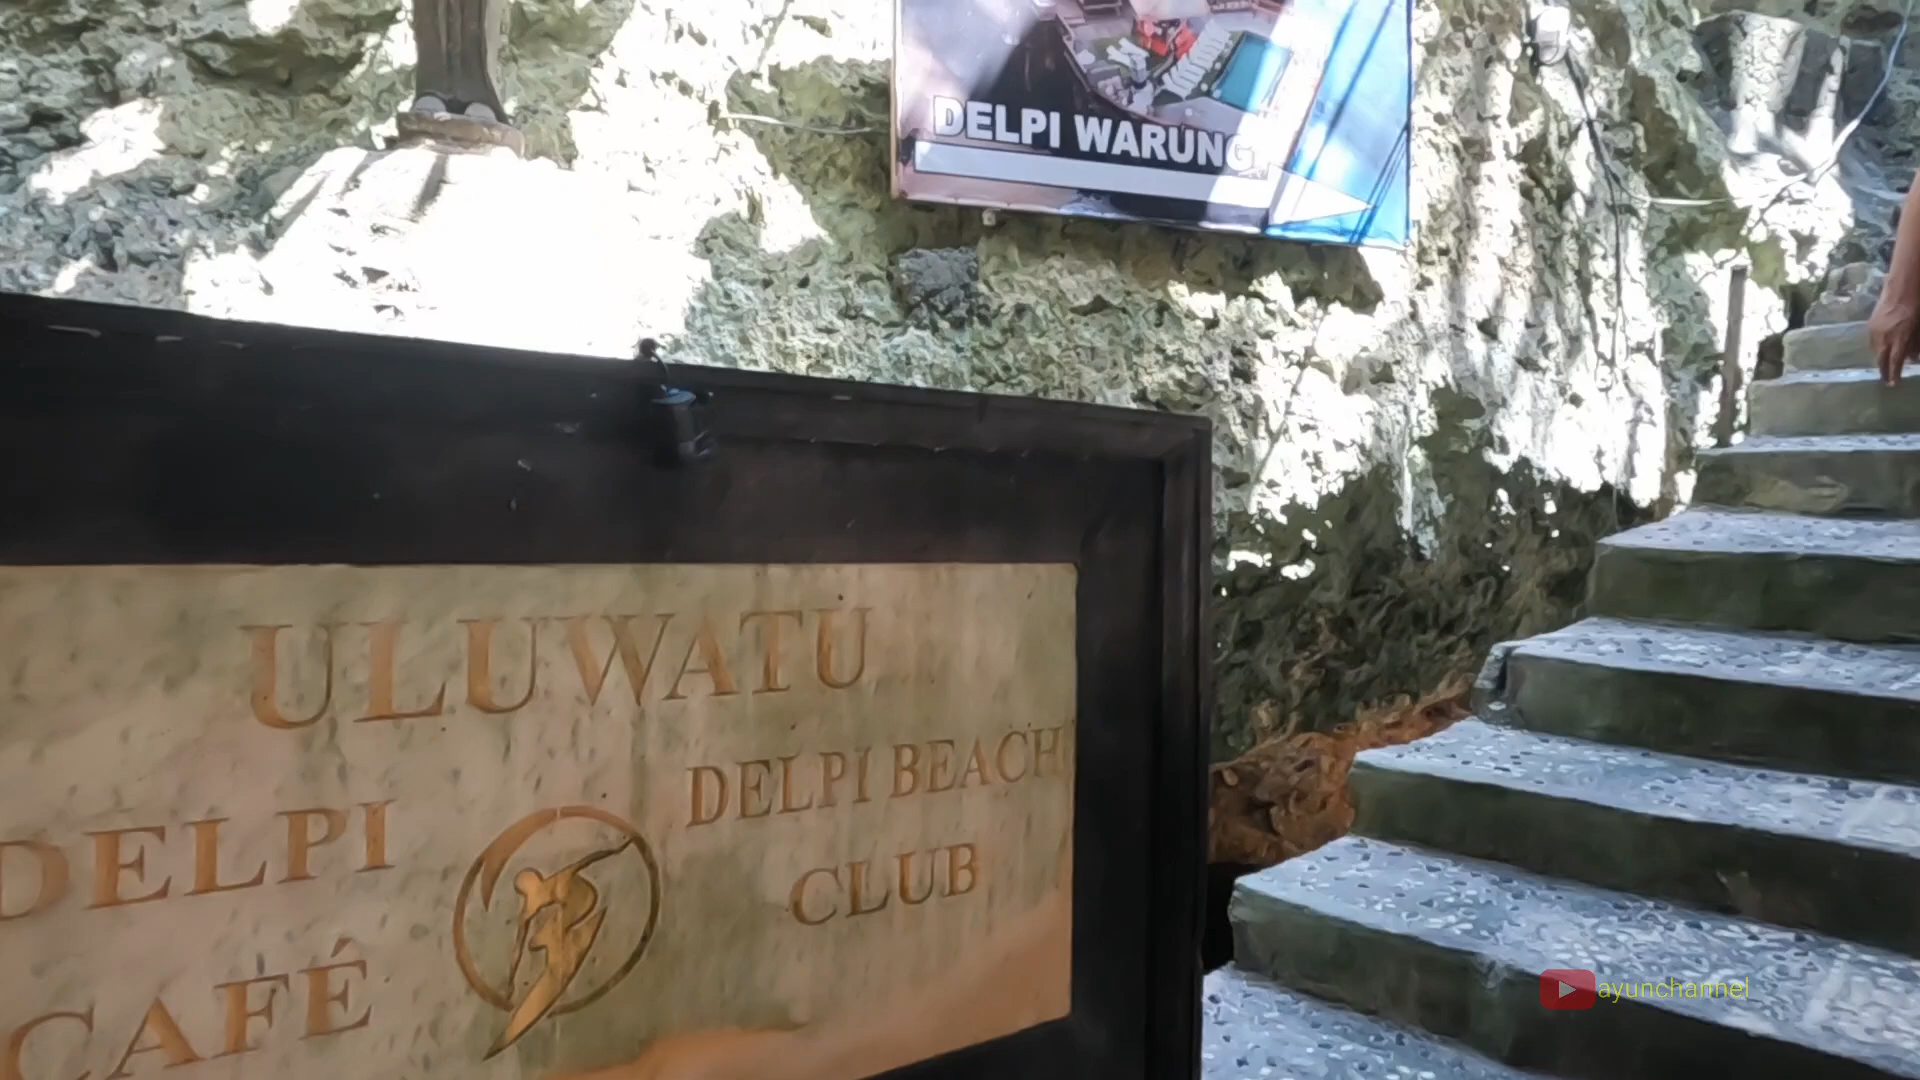 DELPI WARUNG
ULUWATU
DELPI
CAFÉ
DELPI BEACH
CLUB
ayunchannel